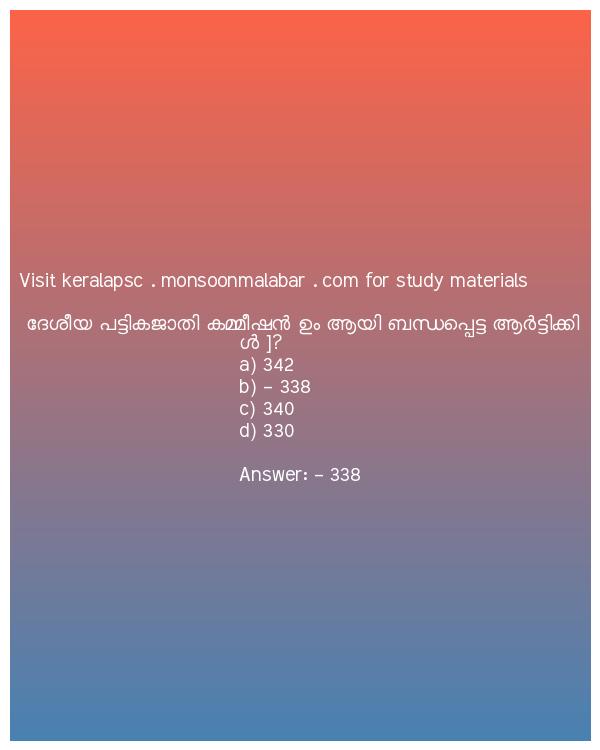 Visit keralapsc . monsoonmalabar . com for study materials
ദേശീയ പട്ടികജാതി കമ്മീഷൻ ഉം ആയി ബന്ധപ്പെട്ട ആർട്ടിക്കി
ൾ ]?
a) 342
b) – 338
c) 340
d) 330
Answer: – 338